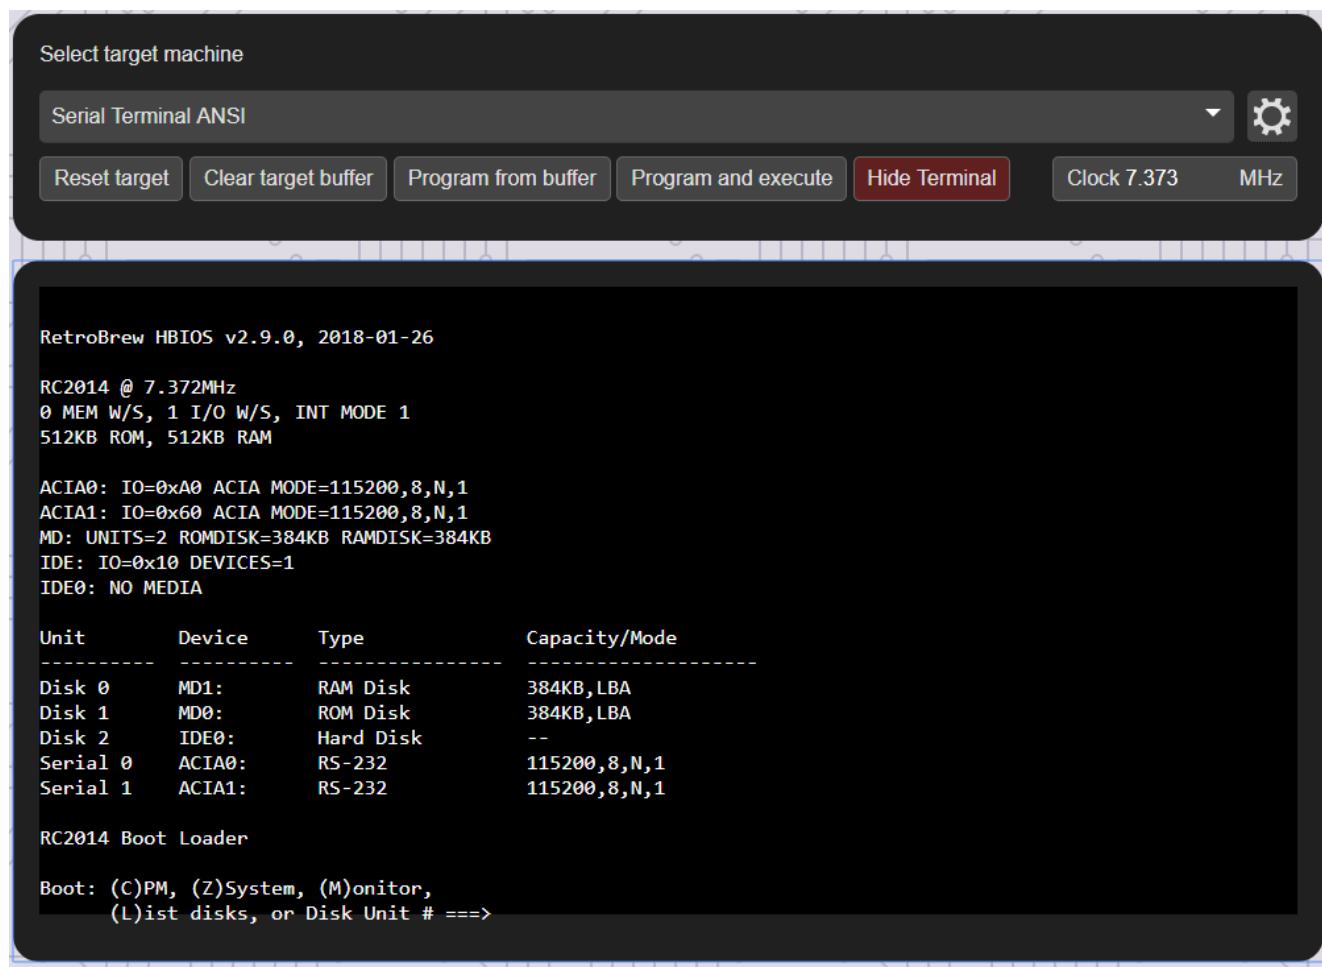 Select target machine
Serial Terminal ANSI
Reset target Clear target buffer Program from buffer Program and execute Hide Terminal Clock 7.373 MHz
RetroBrew HBIOS v2.9.0, 2018-01-26
RC2014 @ 7.372MHz
0 MEM W/S, 1 I/O W/S, INT MODE 1
512KB ROM, 512KB RAM
ACIA0: IO=0xA0 ACIA MODE=115200,8,N,1
ACIA1: IO=0x60 ACIA MODE=115200,8,N,1
MD: UNITS=2 ROMDISK=384KB RAMDISK=384KB
IDE: IO=0x10 DEVICES=1
IDE0: NO MEDIA
Unit Device Type Capacity/Mode
---------- ---------- ---------------- --------------------
Disk 0 MD1: RAM Disk 384KB,LBA
Disk 1 MD0: ROM Disk 384KB,LBA
Disk 2 IDE0: Hard Disk --
Serial 0 ACIA0: RS-232 115200,8,N,1
Serial 1 ACIA1: RS-232 115200,8,N,1
RC2014 Boot Loader
Boot: (C)PM, (Z)System, (M)onitor,
(L)ist disks, or Disk Unit # ===>